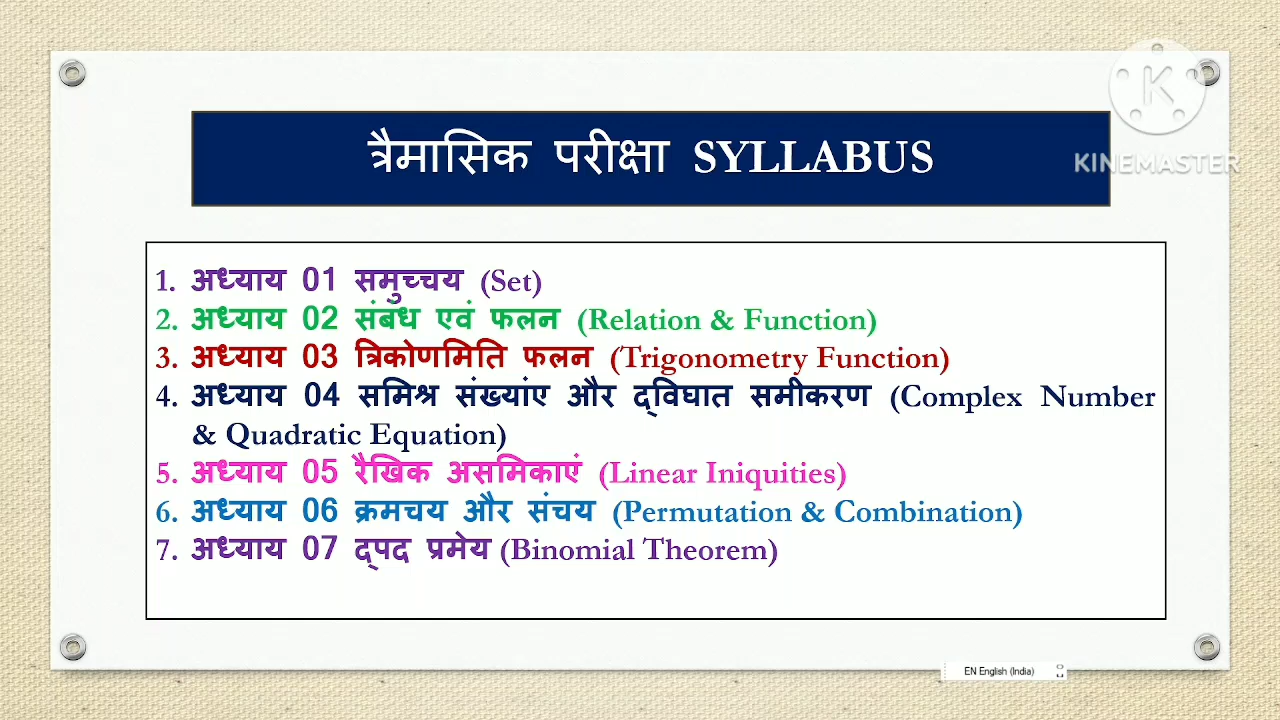 त्रैमासिक परीक्षा SYLLABUS
KINEMASTER
1. अध्याय 01 समुच्चय (Set)
2. अध्याय 02 संबंध एवं फलन (Relation & Function)
3. अध्याय 03 त्रिकोणमिति फलन (Trigonometry Function)
4. अध्याय 04 समिश्र संख्यांए और द्विघात समीकरण (Complex Number
& Quadratic Equation)
5. अध्याय 05 रैखिक असमिकाएं (Linear Iniquities)
6. अध्याय 06 क्रमचय और संचय (Permutation & Combination)
7. अध्याय 07 द्पद प्रमेय (Binomial Theorem)
EN English (India)